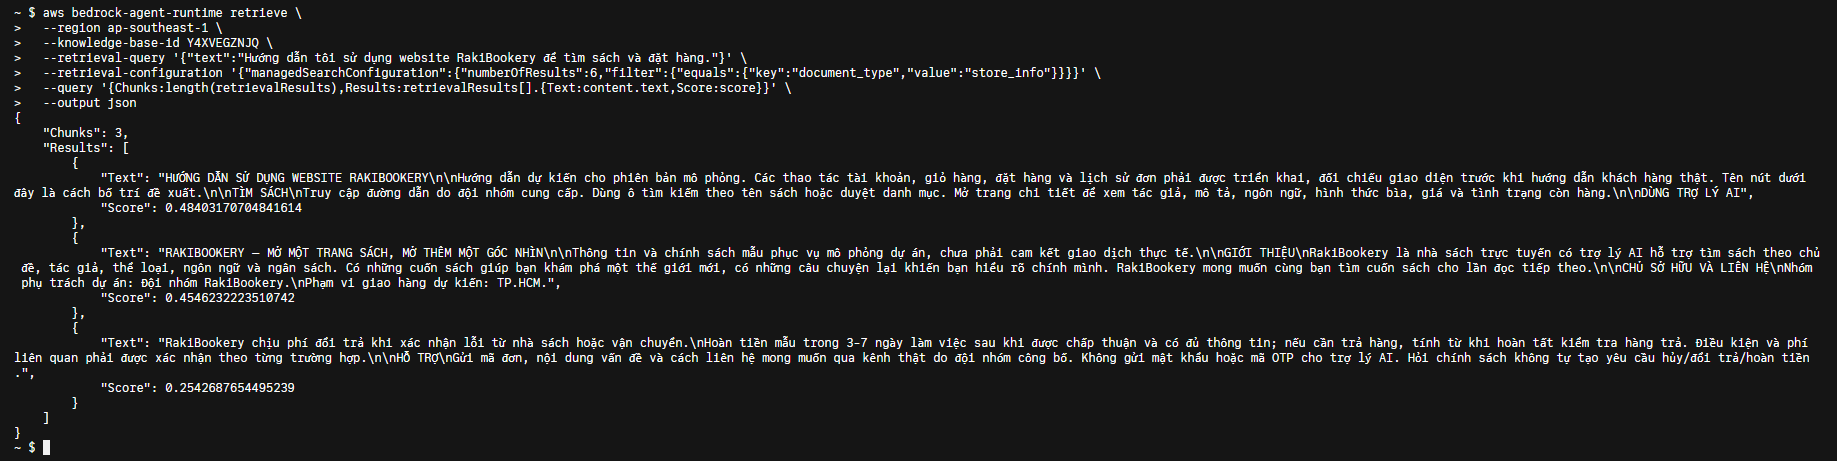 ~ $ aws bedrock-agent-runtime retrieve \
>   --region ap-southeast-1 \
>   --knowledge-base-id Y4XVEGZNJQ \
>   --retrieval-query '{"text":"Hướng dẫn tôi sử dụng website RakiBookery để tìm sách và đặt hàng."}' \
>   --retrieval-configuration '{"managedSearchConfiguration":{"numberOfResults":6,"filter":{"equals":{"key":"document_type","value":"store_info"}}}}' \
>   --query '{Chunks:length(retrievalResults),Results:retrievalResults[].{Text:content.text,Score:score}}' \
>   --output json
{
    "Chunks": 3,
    "Results": [
        {
            "Text": "HƯỚNG DẪN SỬ DỤNG WEBSITE RAKIBOOKERY\n\nHướng dẫn dự kiến cho phiên bản mô phỏng. Các thao tác tài khoản, giỏ hàng, đặt hàng và lịch sử đơn phải được triển khai, đối chiếu giao diện trước khi hướng dẫn khách hàng thật. Tên nút dưới
đây là cách bố trí đề xuất.\n\nTÌM SÁCH\nTruy cập đường dẫn do đội nhóm cung cấp. Dùng ô tìm kiếm theo tên sách hoặc duyệt danh mục. Mở trang chi tiết để xem tác giả, mô tả, ngôn ngữ, hình thức bìa, giá và tình trạng còn hàng.\n\nDÙNG TRỢ LÝ AI",
            "Score": 0.48403170704841614
        },
        {
            "Text": "RAKIBOOKERY – MỞ MỘT TRANG SÁCH, MỞ THÊM MỘT GÓC NHÌN\n\nThông tin và chính sách mẫu phục vụ mô phỏng dự án, chưa phải cam kết giao dịch thực tế.\n\nGIỚI THIỆU\nRakiBookery là nhà sách trực tuyến có trợ lý AI hỗ trợ tìm sách theo chủ
đề, tác giả, thể loại, ngôn ngữ và ngân sách. Có những cuốn sách giúp bạn khám phá một thế giới mới, có những câu chuyện lại khiến bạn hiểu rõ chính mình. RakiBookery mong muốn cùng bạn tìm cuốn sách cho lần đọc tiếp theo.\n\nCHỦ SỞ HỮU VÀ LIÊN HỆ\nNhóm
phụ trách dự án: Đội nhóm RakiBookery.\nPhạm vi giao hàng dự kiến: TP.HCM.",
            "Score": 0.4546232223510742
        },
        {
            "Text": "RakiBookery chịu phí đổi trả khi xác nhận lỗi từ nhà sách hoặc vận chuyển.\nHoàn tiền mẫu trong 3–7 ngày làm việc sau khi được chấp thuận và có đủ thông tin; nếu cần trả hàng, tính từ khi hoàn tất kiểm tra hàng trả. Điều kiện và phí
liên quan phải được xác nhận theo từng trường hợp.\n\nHỖ TRỢ\nGửi mã đơn, nội dung vấn đề và cách liên hệ mong muốn qua kênh thật do đội nhóm công bố. Không gửi mật khẩu hoặc mã OTP cho trợ lý AI. Hỏi chính sách không tự tạo yêu cầu hủy/đổi trả/hoàn tiền
.",
            "Score": 0.2542687654495239
        }
    ]
}
~ $